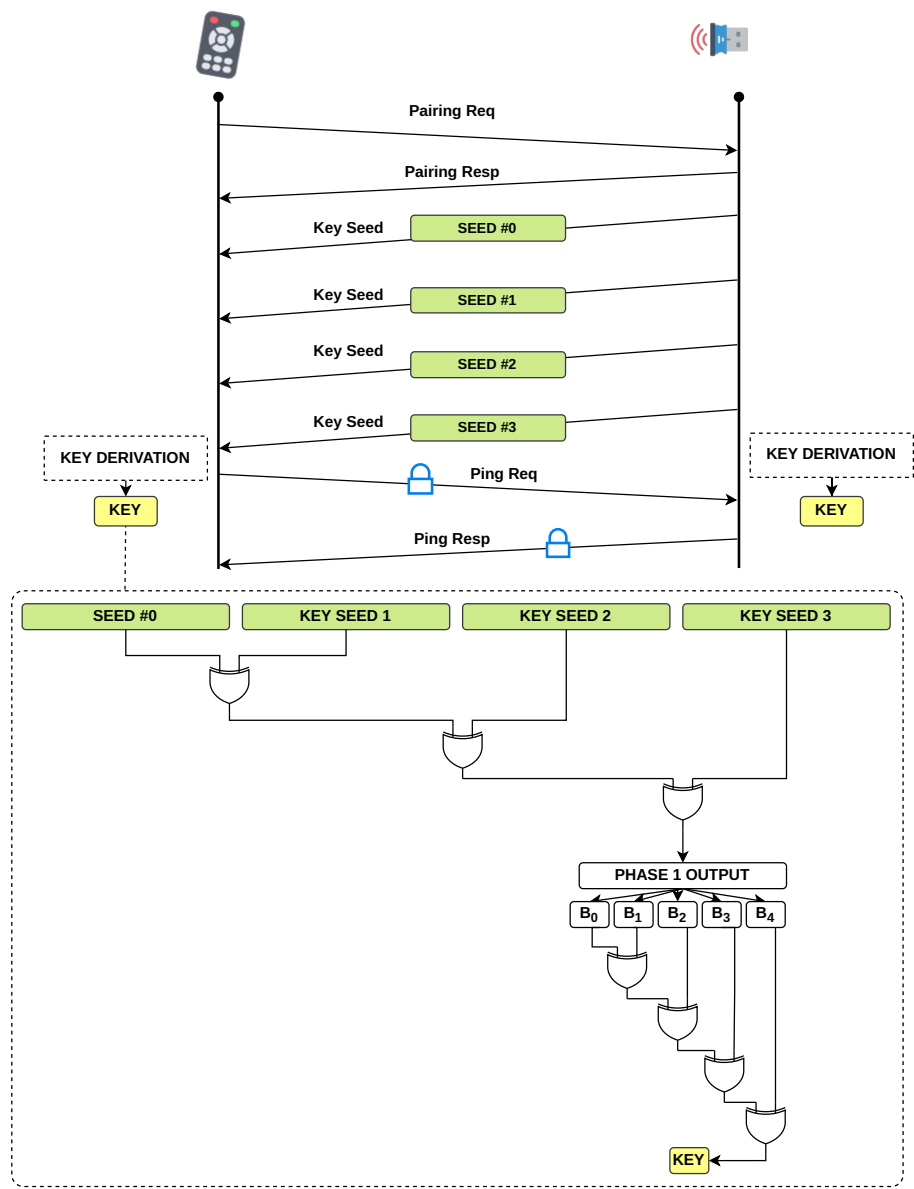 Pairing Req
Pairing Resp
Key Seed SEED #0
Key Seed SEED #1
Key Seed SEED #2
Key Seed SEED #3
KEY DERIVATION
KEY DERIVATION
Ping Req
KEY
KEY
Ping Resp
SEED #0 KEY SEED 1 KEY SEED 2 KEY SEED 3
PHASE 1 OUTPUT
B0 B1 B2 B3 B4
KEY